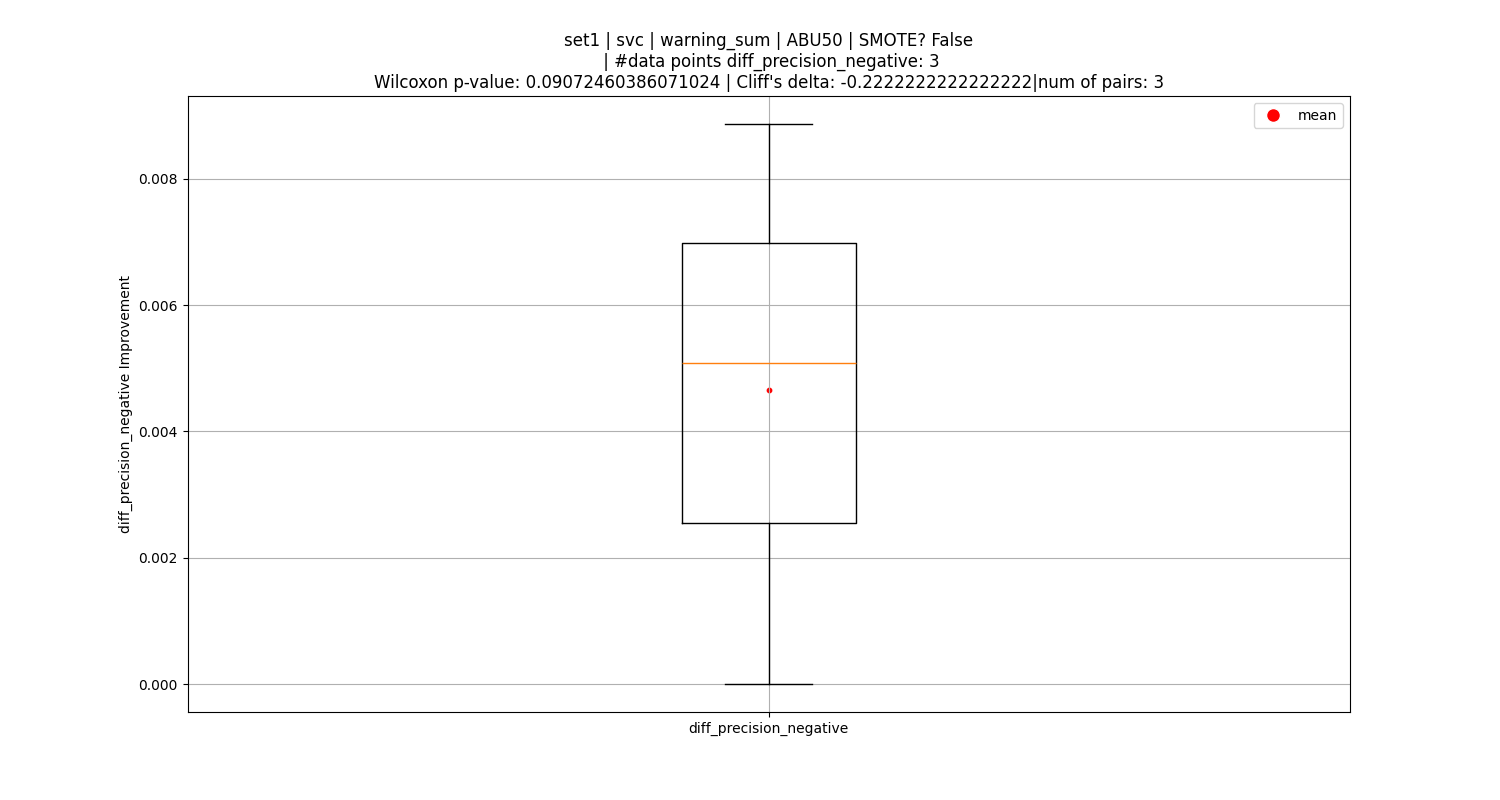 set1 | svc | warning_sum | ABU50 | SMOTE? False
| #data points diff_precision_negative: 3
Wilcoxon p-value: 0.09072460386071024 | Cliff's delta: -0.2222222222222222|num of pairs: 3
mean
0.008
0.006
0.004
0.002
0.000
diff_precision_negative Improvement
diff_precision_negative